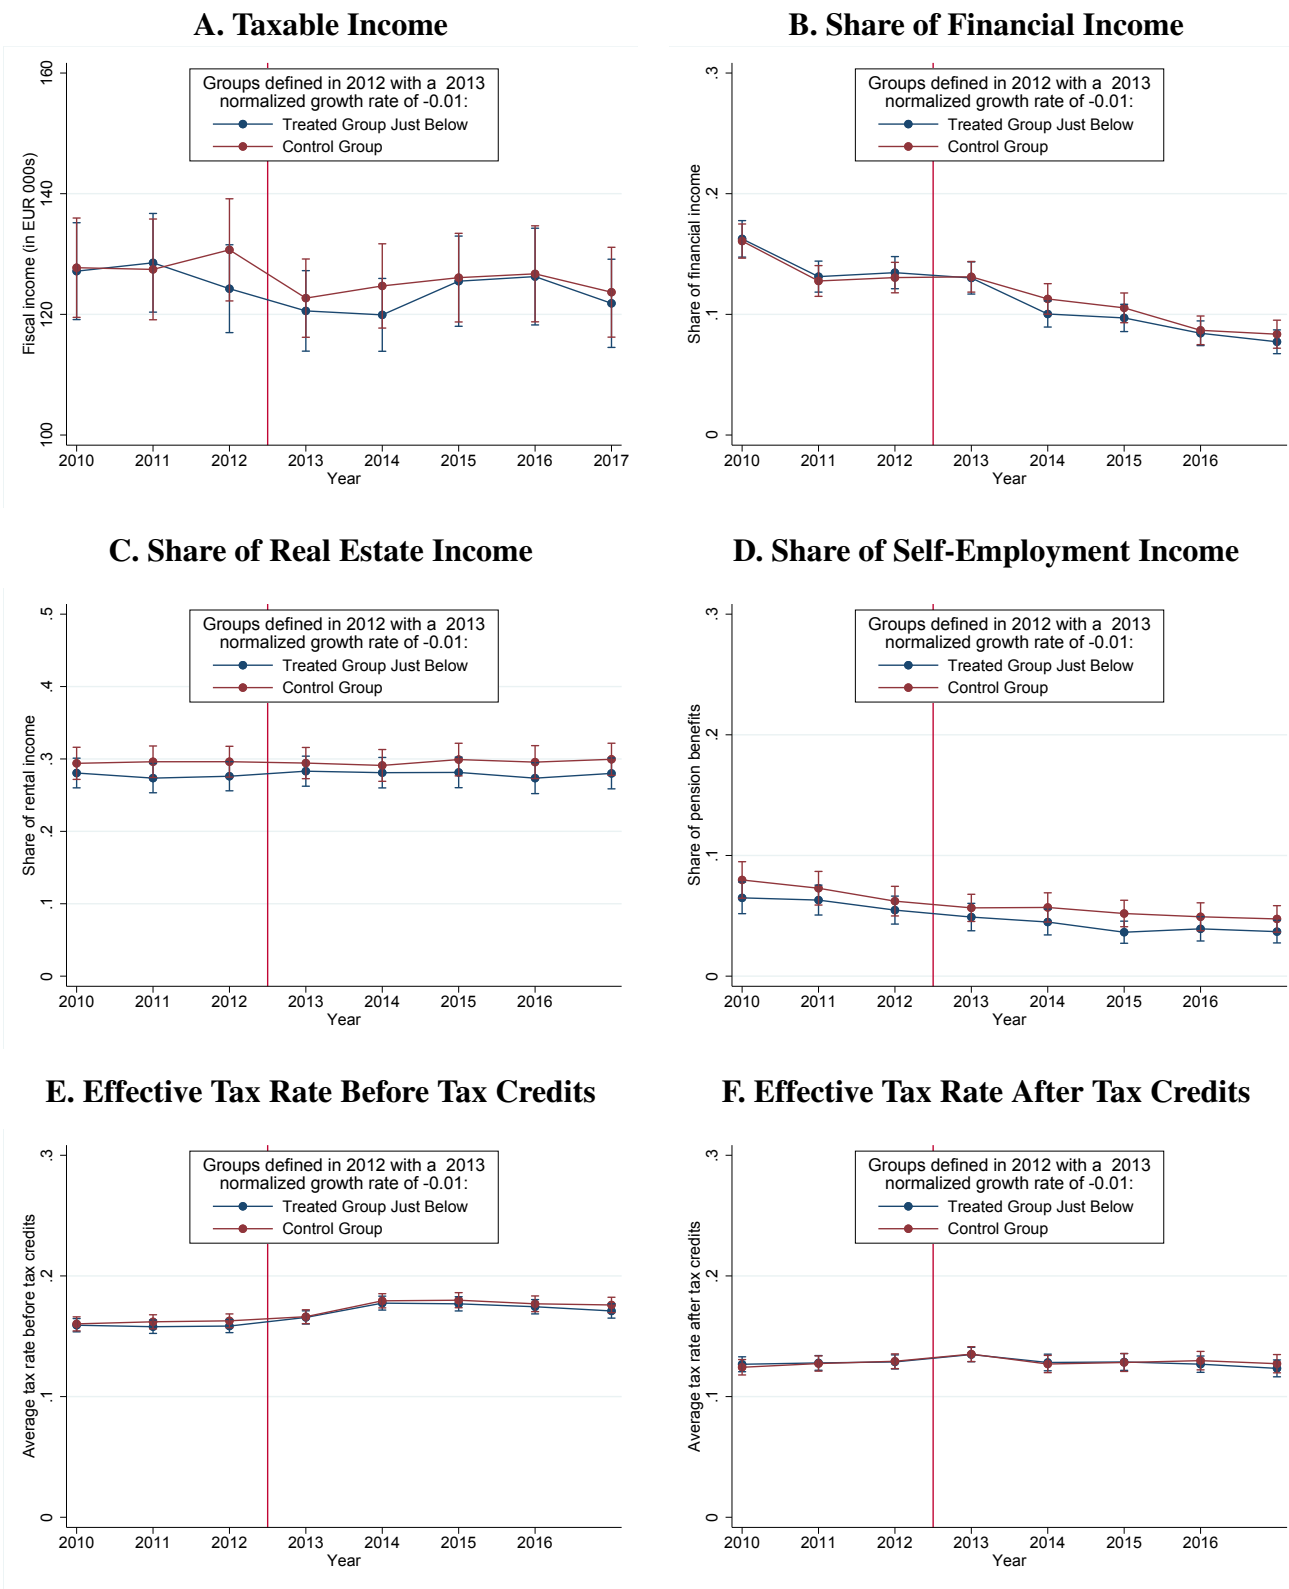 A. Taxable Income
Fiscal income (in EUR 000s)
160
140
120
100
Groups defined in 2012 with a 2013
normalized growth rate of -0.01:
Treated Group Just Below
Control Group
2010 2011 2012 2013 2014 2015 2016 2017
Year
B. Share of Financial Income
Share of financial income
.3
.2
.1
0
Groups defined in 2012 with a 2013
normalized growth rate of -0.01:
Treated Group Just Below
Control Group
2010 2011 2012 2013 2014 2015 2016
Year
C. Share of Real Estate Income
Share of rental income
.5
.4
.3
.2
.1
0
Groups defined in 2012 with a 2013
normalized growth rate of -0.01:
Treated Group Just Below
Control Group
2010 2011 2012 2013 2014 2015 2016
Year
D. Share of Self-Employment Income
Share of pension benefits
.3
.2
.1
0
Groups defined in 2012 with a 2013
normalized growth rate of -0.01:
Treated Group Just Below
Control Group
2010 2011 2012 2013 2014 2015 2016
Year
E. Effective Tax Rate Before Tax Credits
Average tax rate before tax credits
.3
.2
.1
0
Groups defined in 2012 with a 2013
normalized growth rate of -0.01:
Treated Group Just Below
Control Group
2010 2011 2012 2013 2014 2015 2016
Year
F. Effective Tax Rate After Tax Credits
Average tax rate after tax credits
.3
.2
.1
0
Groups defined in 2012 with a 2013
normalized growth rate of -0.01:
Treated Group Just Below
Control Group
2010 2011 2012 2013 2014 2015 2016
Year